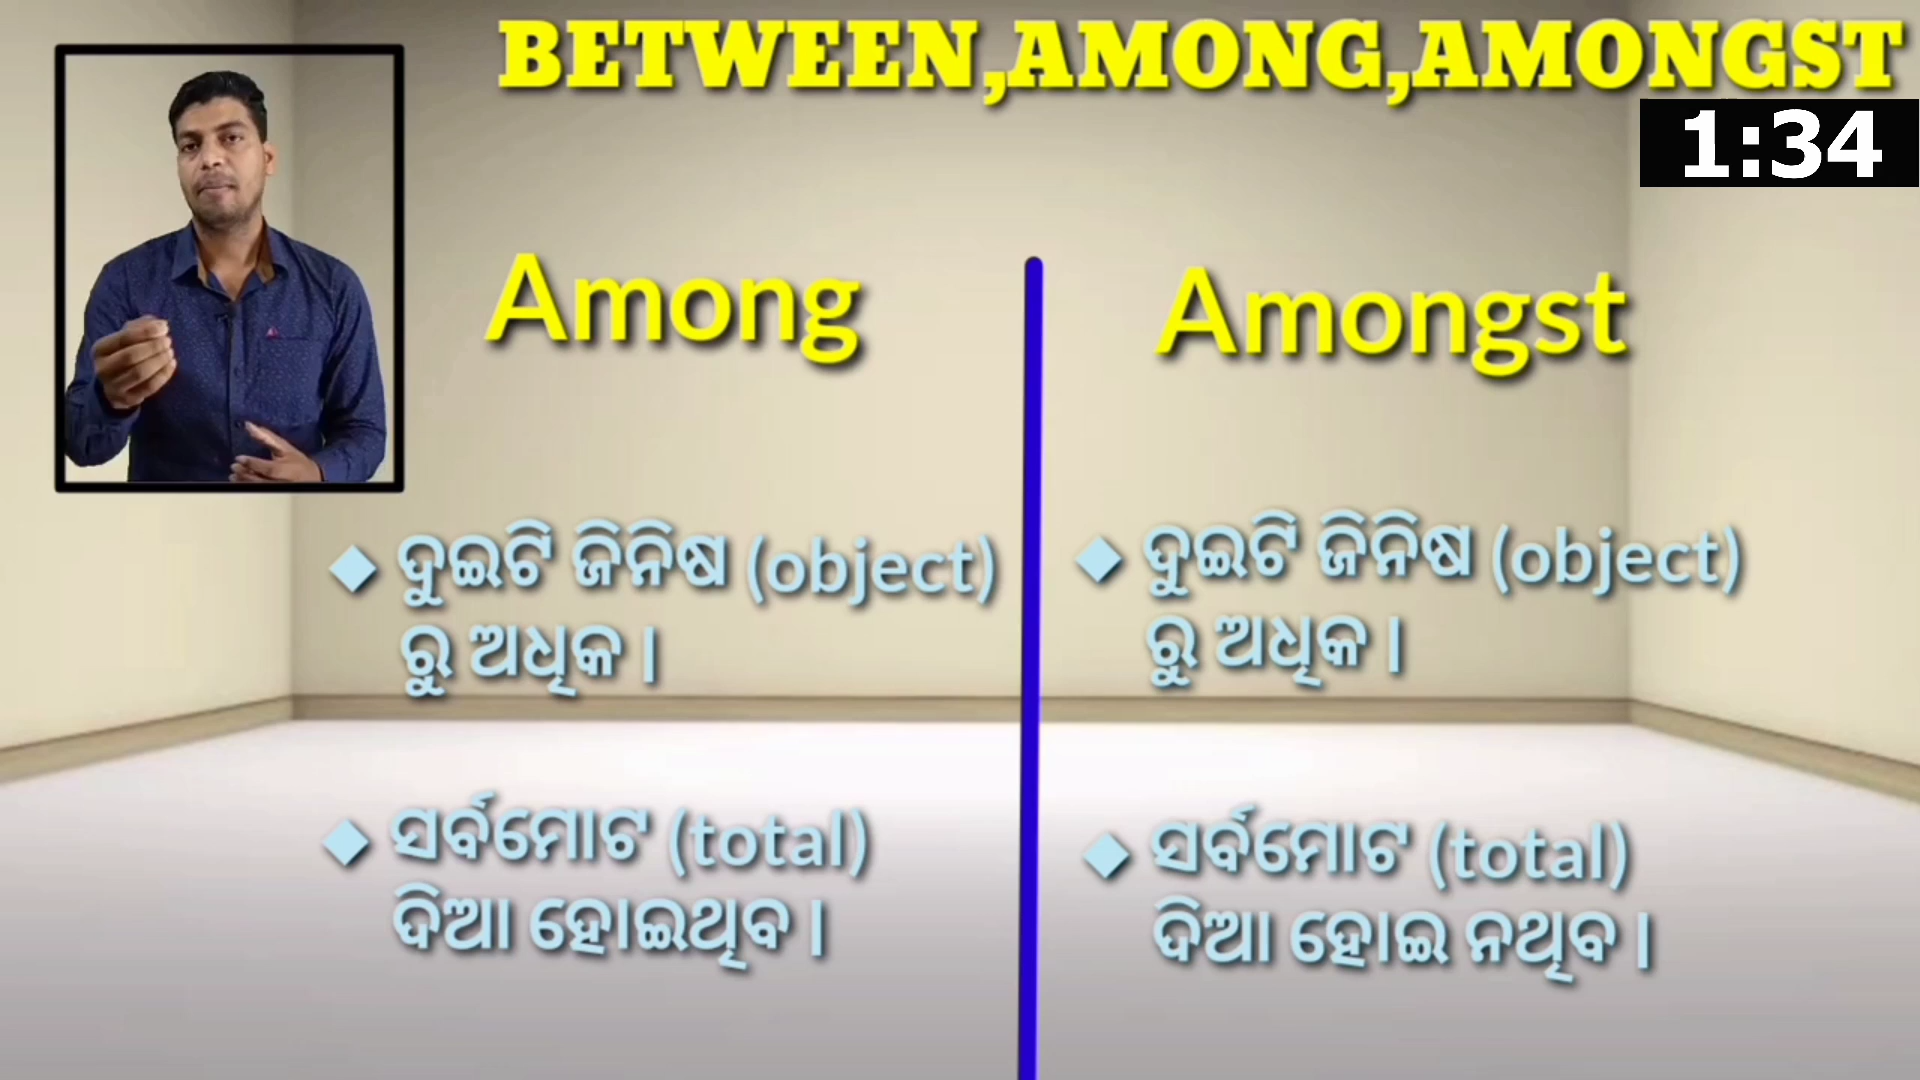 BETWEEN,AMONG,AMONGST
1:34
Among
◆ ଦୁଇଟି ଜିନିଷ (object)
ରୁ ଅଧିକ ।
◆ ସର୍ବମୋଟ (total)
ଦିଆ ହୋଇଥିବ ।
Amongst
◆ ଦୁଇଟି ଜିନିଷ (object)
ରୁ ଅଧିକ ।
◆ ସର୍ବମୋଟ (total)
ଦିଆ ହୋଇ ନଥିବ ।